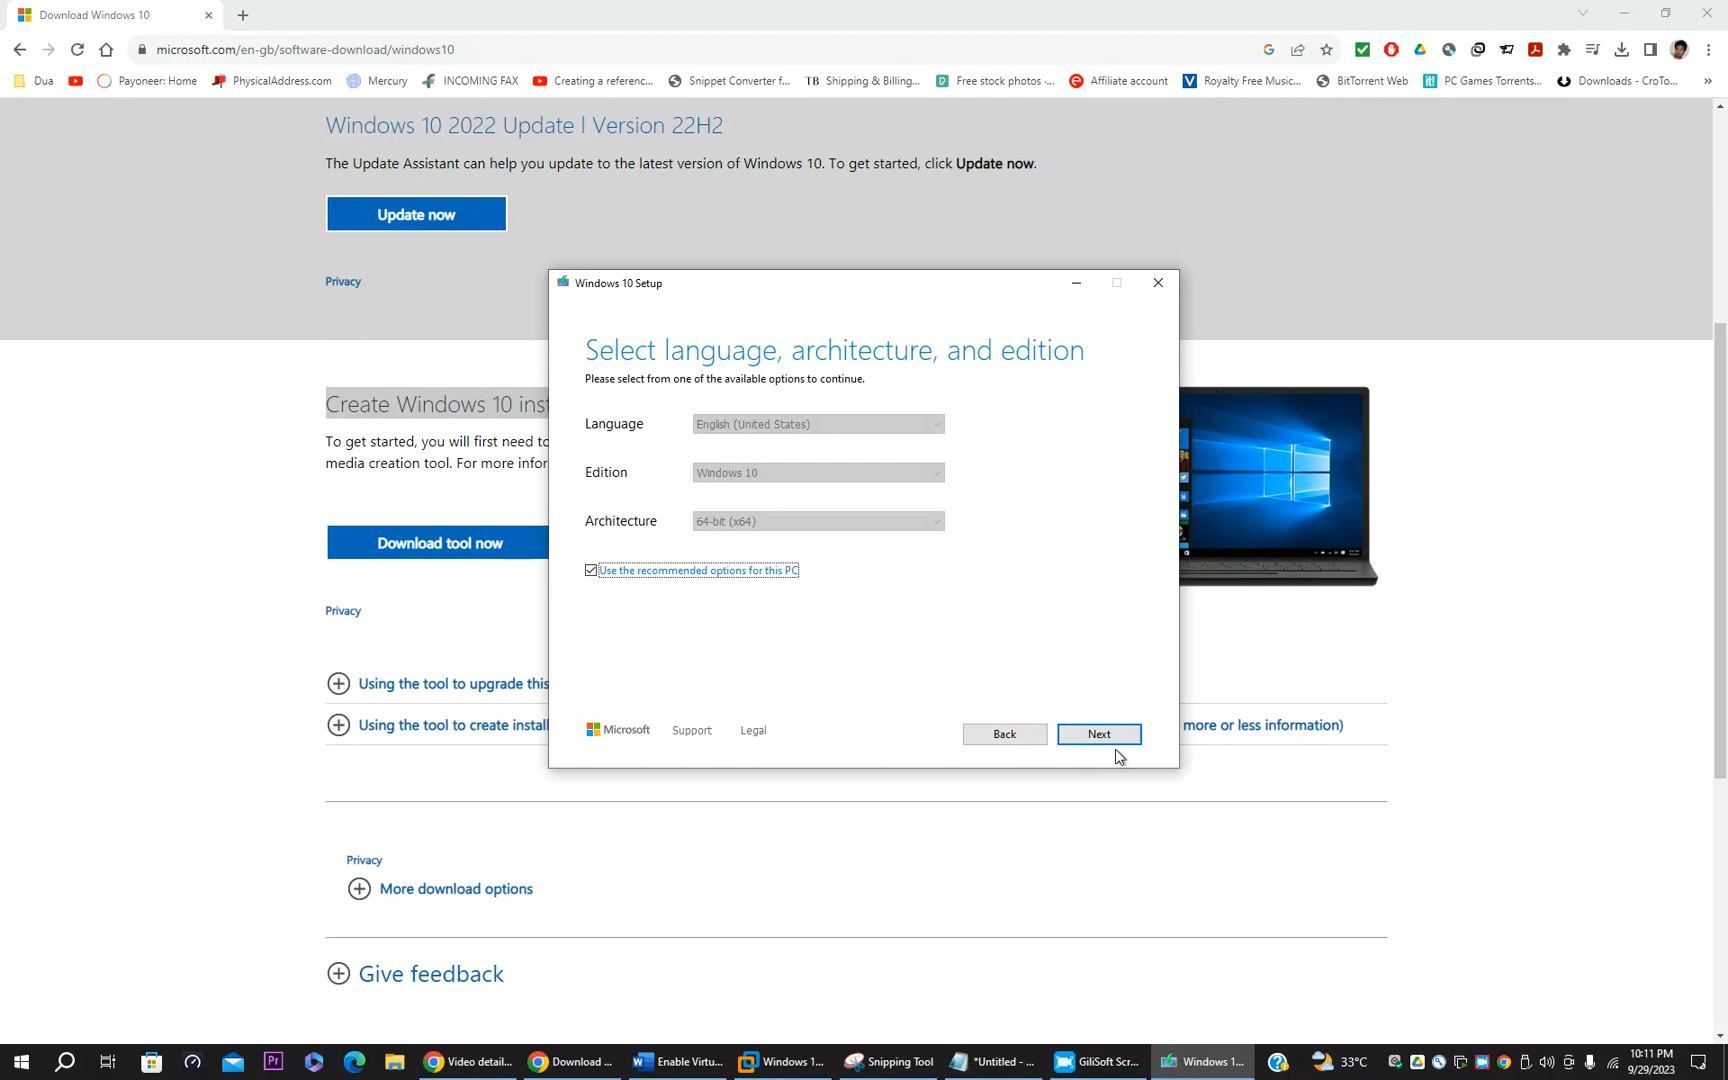 Download Windows 10
microsoft.com/en-gb/software-download/windows10
Dua
Payoneer: Home
PhysicalAddress.com
Mercury
INCOMING FAX
Creating a referenc...
Snippet Converter f...
TB Shipping & Billing...
Free stock photos ·...
Affiliate account
Royalty Free Music...
BitTorrent Web
PC Games Torrents...
Downloads - CroTo...
Windows 10 2022 Update | Version 22H2
The Update Assistant can help you update to the latest version of Windows 10. To get started, click Update now.
Update now
Privacy
Windows 10 Setup
Select language, architecture, and edition
Please select from one of the available options to continue.
Language English (United States)
Edition Windows 10
Architecture 64-bit (x64)
Use the recommended options for this PC
Microsoft Support Legal
Back Next
Create Windows 10 inst
To get started, you will first need to
media creation tool. For more infor
Download tool now
Privacy
Using the tool to upgrade this
Using the tool to create install
more or less information)
Privacy
More download options
Give feedback
Pr
Video detail...
Download ...
Enable Virtu...
Windows 1...
Snipping Tool
*Untitled - ...
GiliSoft Scr...
Windows 1...
33°C
10:11 PM
9/29/2023